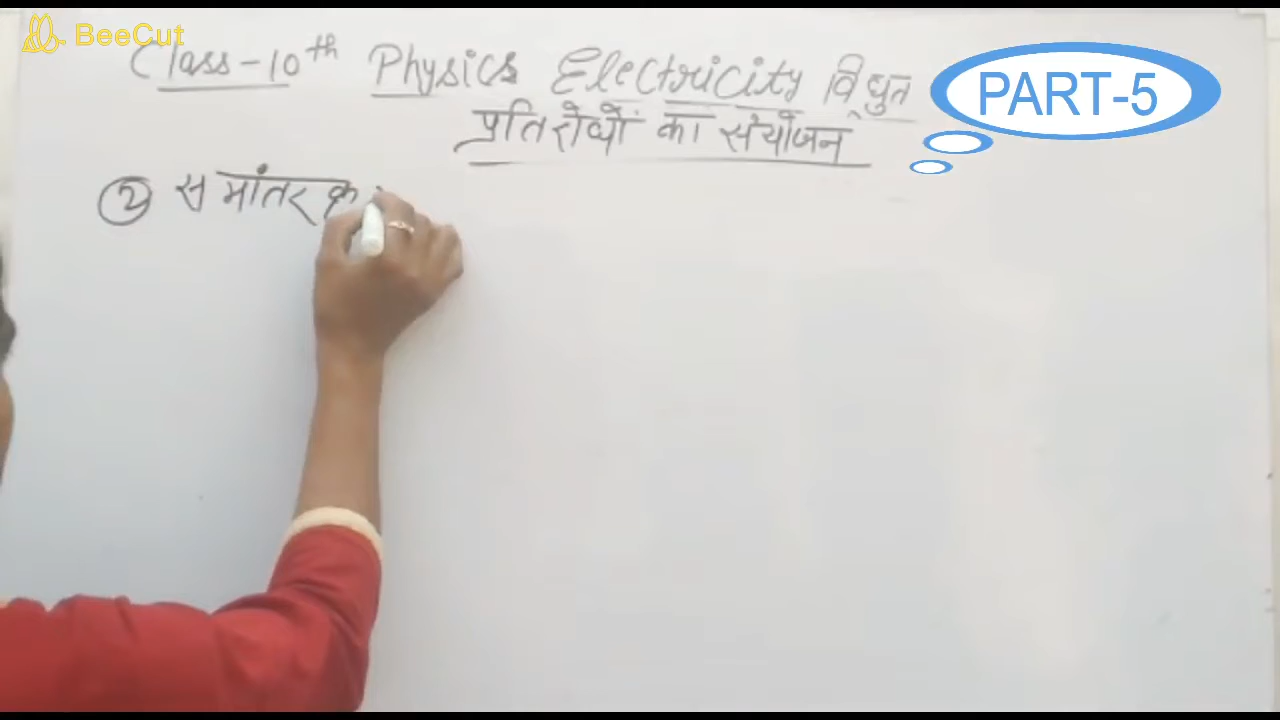 BeeCut
Class-10th Physics Electricity विद्युत
PART-5
प्रतिरोधों का संयोजन
② समांतर क्र